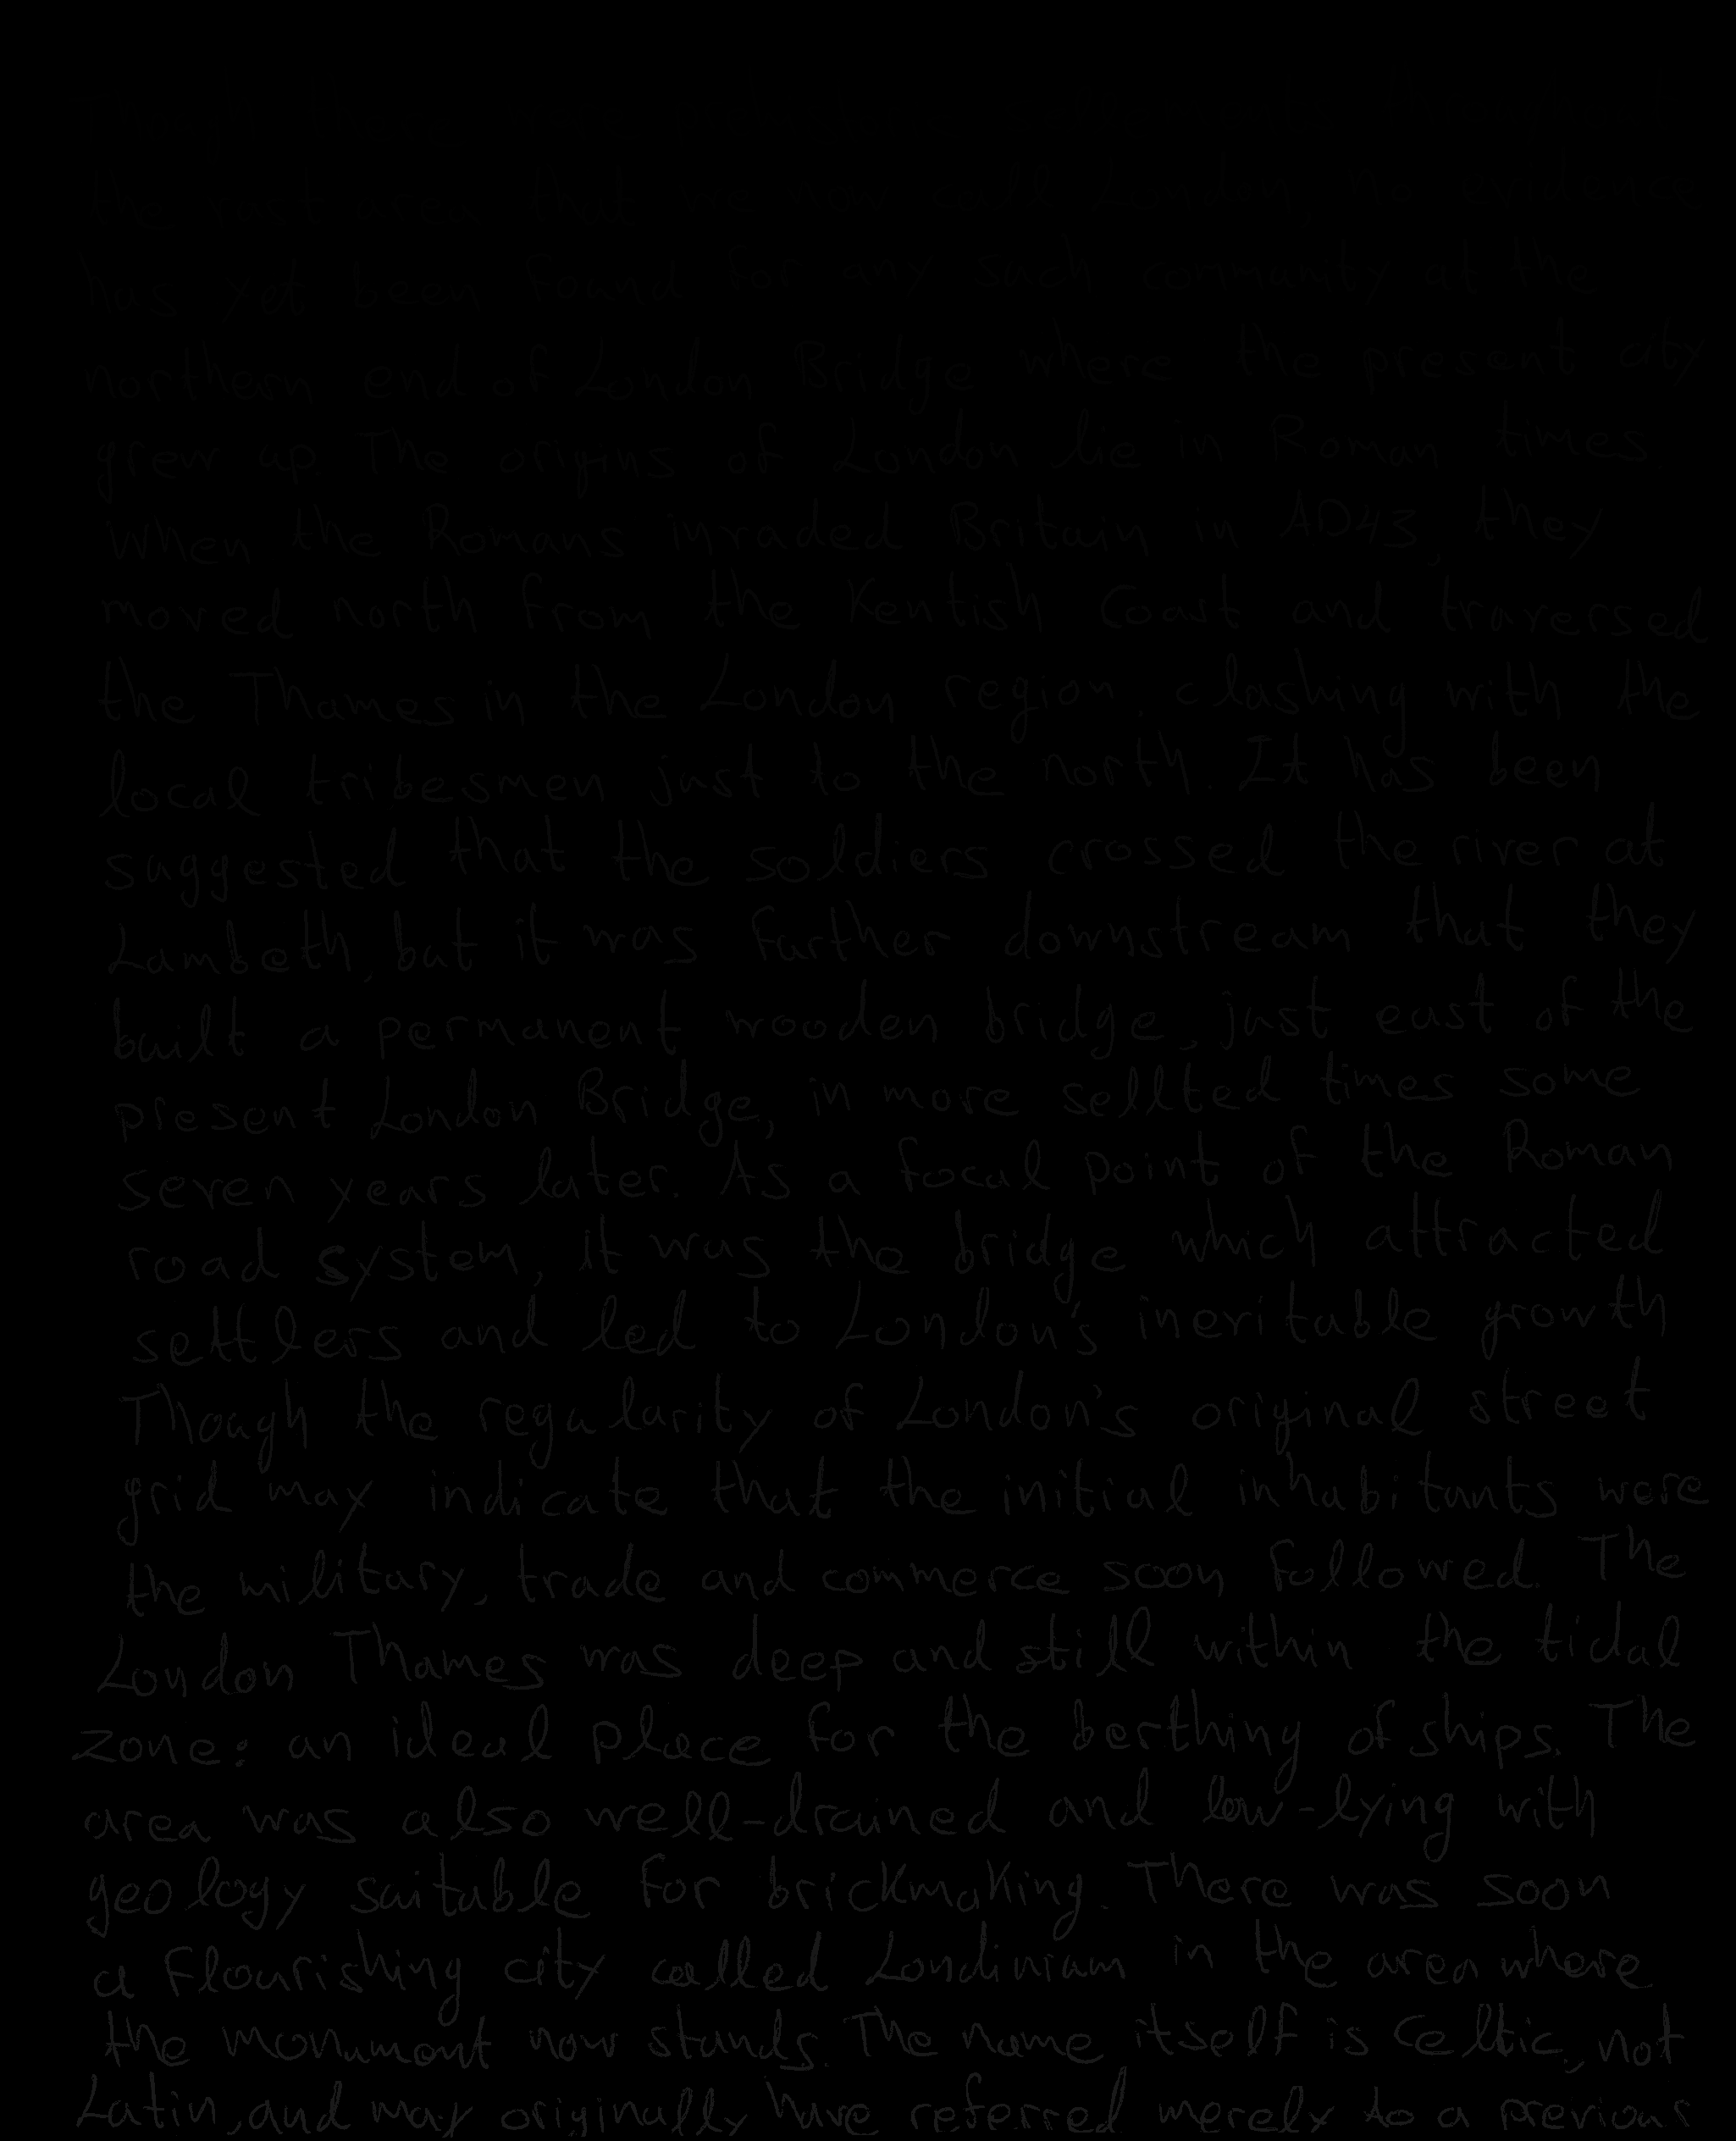 the vast area that we now call London, no evidence
has yet been found for any such community at the
northern end of London Bridge where the present city
grew up. The origins of London lie in Roman times.
When the Romans invaded Britain in AD43, they
moved north from the Kentish Coast and traversed
the Thames in the London region, clashing with the
local tribesmen just to the north. It has been
suggested that the soldiers crossed the river at
Lambeth, but it was further downstream that they
built a permanent wooden bridge, just east of the
present London Bridge, in more sellted times some
seven years later. As a focal point of the Roman
road system, it was the bridge which attracted
settlers and led to London's inevitable growth
Though the regularity of London's original street
grid may indicate that the initial inhabitants were
the military, trade and commerce soon followed. The
London Thames was deep and still within the tidal
zone: an ideal place for the berthing of ships. The
area was also well-drained and low-lying with
geology suitable for brickmaking. There was soon
a flourishing city called Londinium in the area where
the monument now stands. The name itself is Celtic, not
Latin, and may originally have referred merely to a previous